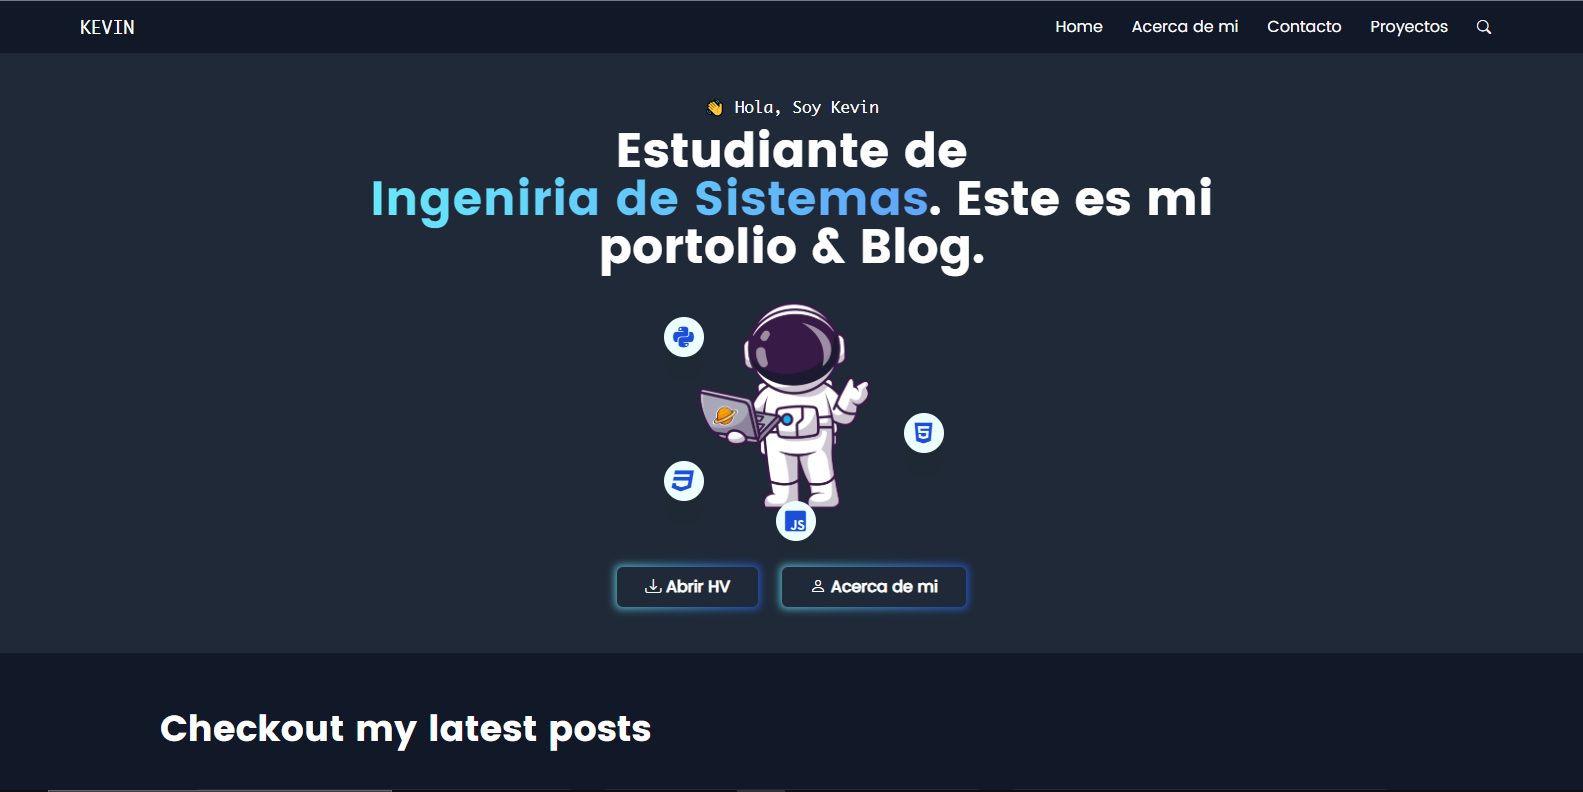 KEVIN
Home Acerca de mi Contacto Proyectos
👋 Hola, Soy Kevin
Estudiante de
Ingeniria de Sistemas. Este es mi
portolio & Blog.
JS
Abrir HV Acerca de mi
Checkout my latest posts